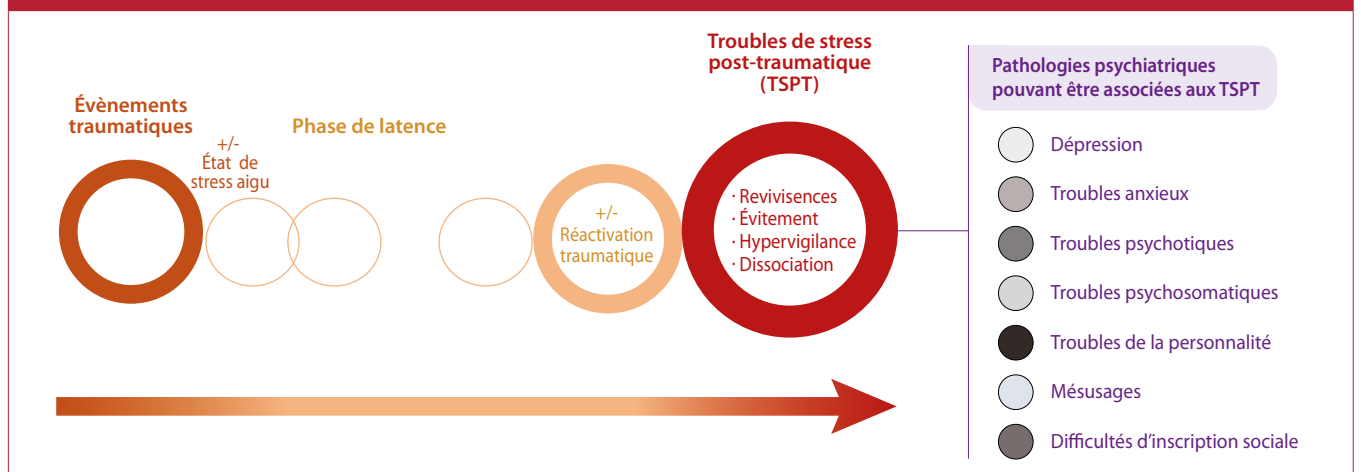 Évènements
traumatiques
+/-
État de
stress aigu
Phase de latence
+/-
Réactivation
traumatique
Troubles de stress
post-traumatique
(TSPT)
· Reviviscences
· Évitement
· Hypervigilance
· Dissociation
Pathologies psychiatriques
pouvant être associées aux TSPT
Dépression
Troubles anxieux
Troubles psychotiques
Troubles psychosomatiques
Troubles de la personnalité
Mésusages
Difficultés d’inscription sociale